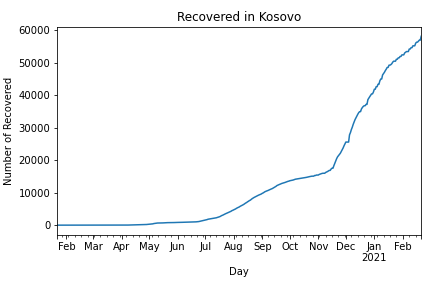 Recovered in Kosovo
Number of Recovered
60000
50000
40000
30000
20000
10000
0
Feb Mar Apr May Jun Jul Aug Sep Oct Nov Dec Jan Feb
2021
Day